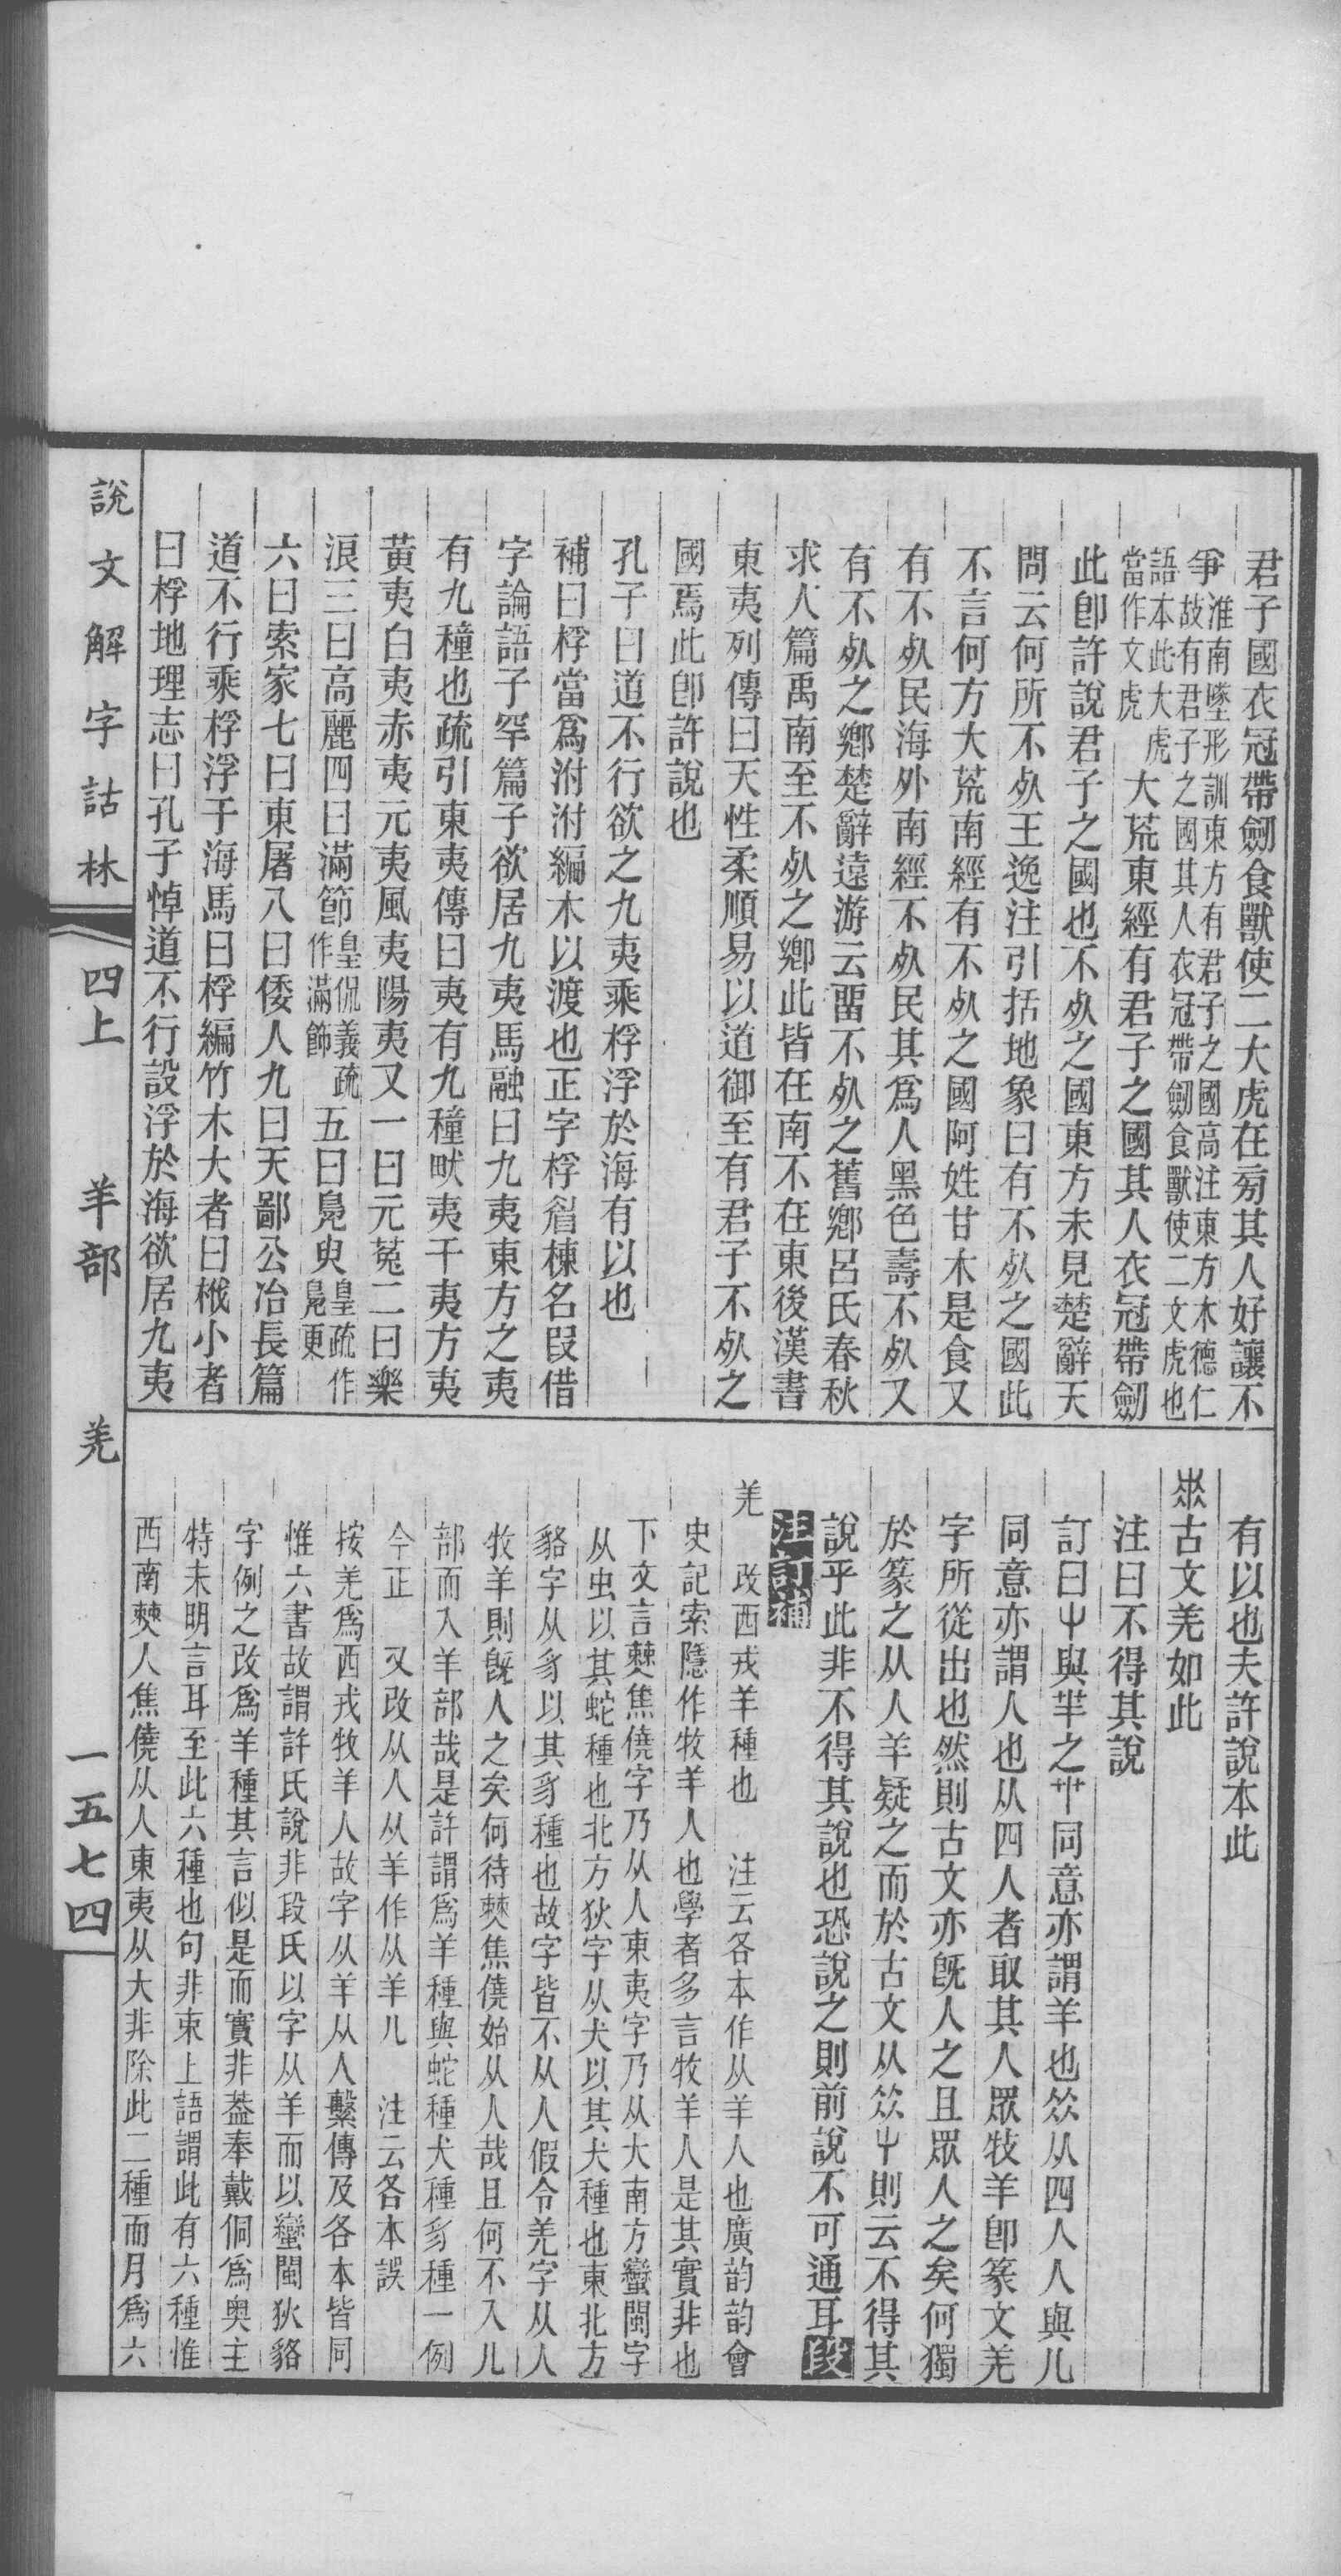 君子國衣冠帶劒食獸使二大虎在㫄其人好讓不
爭淮南墬形訓東方有君子之國高注東方木德仁
故有君子之國其人衣冠帶劒食獸使二文虎也
語本此大虎
當作文虎
大荒東經有君子之國其人衣冠帶劒
此卽許說君子之國也不𣦸之國東方未見楚辭天
問云何所不𣦸王逸注引括地象曰有不𣦸之國此
不言何方大荒南經有不𣦸之國阿姓甘木是食又
有不𣦸民海外南經不𣦸民其爲人黑色壽不𣦸又
有不𣦸之鄉楚辭遠游云畱不𣦸之舊鄉呂氏春秋
求人篇禹南至不𣦸之鄉此皆在南不在東後漢書
東夷列傳曰天性柔順易以道御至有君子不𣦸之
國焉此卽許說也
孔子曰道不行欲之九夷乘桴浮於海有以也
補曰桴當爲泭泭編木以渡也正字桴㞕棟名叚借
字論語子罕篇子欲居九夷馬融曰九夷東方之夷
有九種也疏引東夷傳曰夷有九種畎夷干夷方夷
黃夷白夷赤夷元夷風夷陽夷又一曰元菟二曰樂
浪三曰高麗四曰滿節
皇侃義疏
作滿飾
五曰鳧臾
皇疏作
鳧更
六曰索家七曰東屠八曰倭人九曰天鄙公冶長篇
道不行乘桴浮于海馬曰桴編竹木大者曰栰小者
曰桴地理志曰孔子悼道不行設浮於海欲居九夷
有以也夫許說本此
古文羌如此
注曰不得其說
訂曰屮與羋之艸同意亦謂羊也㷋从四人人與儿
同意亦謂人也从四人者取其人眾牧羊卽篆文羌
字所從出也然則古文亦旣人之且眾人之矣何獨
於篆之从人羊疑之而於古文从屮則云不得其
說乎此非不得其說也恐說之則前說不可通耳段
注訂補
羌 改西戎羊種也 注云各本作从羊人也廣韵韵會
史記索隱作牧羊人也學者多言牧羊人是其實非也
下文言僰焦僥字乃从人東夷字乃从大南方蠻閩字
从虫以其蛇種也北方狄字从犬以其犬種也東北方
貉字从豸以其豸種也故字皆不从人假令羌字从人
牧羊則旣人之矣何待僰焦僥始从人哉且何不入儿
部而入羊部哉是許謂爲羊種與蛇種犬種豸種一例
今正 又改从人从羊作从羊儿 注云各本誤
按羌爲西戎牧羊人故字从羊从人繫傳及各本皆同
惟六書故謂許氏說非段氏以字从羊而以蠻閩狄貉
字例之改爲羊種其言似是而實非葢奉戴侗爲奧主
特未明言耳至此六種也句非束上語謂此有六種惟
西南僰人焦僥从人東夷从大非除此二種而月爲六
說文解字詁林 四上 羊部 羌 一五七四